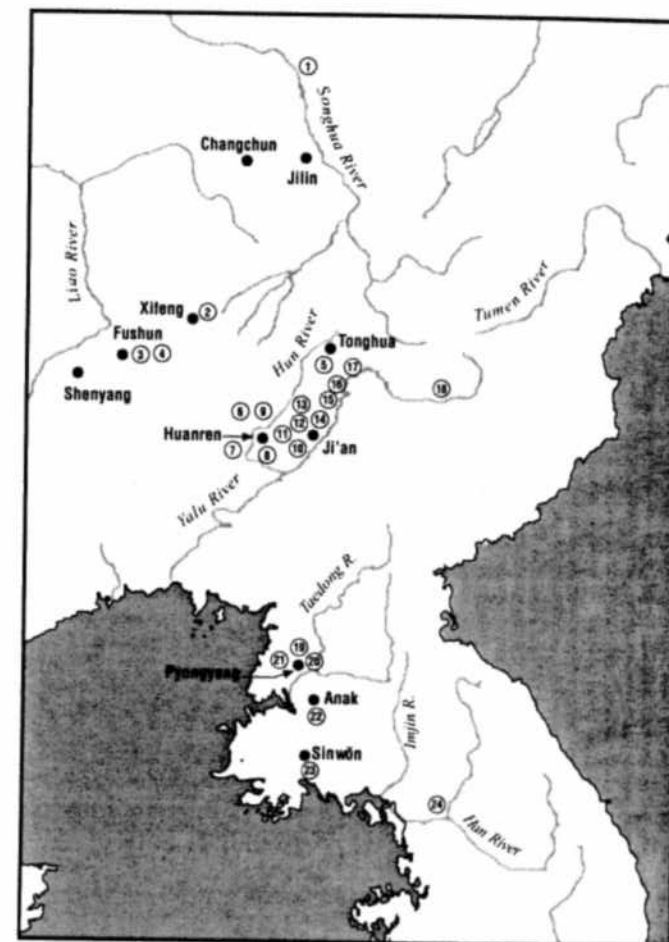 ①
Songhua River
Changchun
Jilin
Liao River
Tumen River
Xifeng ②
Fushun
③ ④
Shenyang
Hun River
Tonghua
⑤ ⑰
⑯
⑱
⑮
⑬
⑥ ⑨
⑭
⑫
Huanren
⑪
Ji'an
⑦ ⑧ ⑩
Yalu River
Taedong R.
⑲
㉑ ⑳
Pyongyang
Anak
㉒
Imjin R.
Sinwŏn
㉓
㉔
Han River